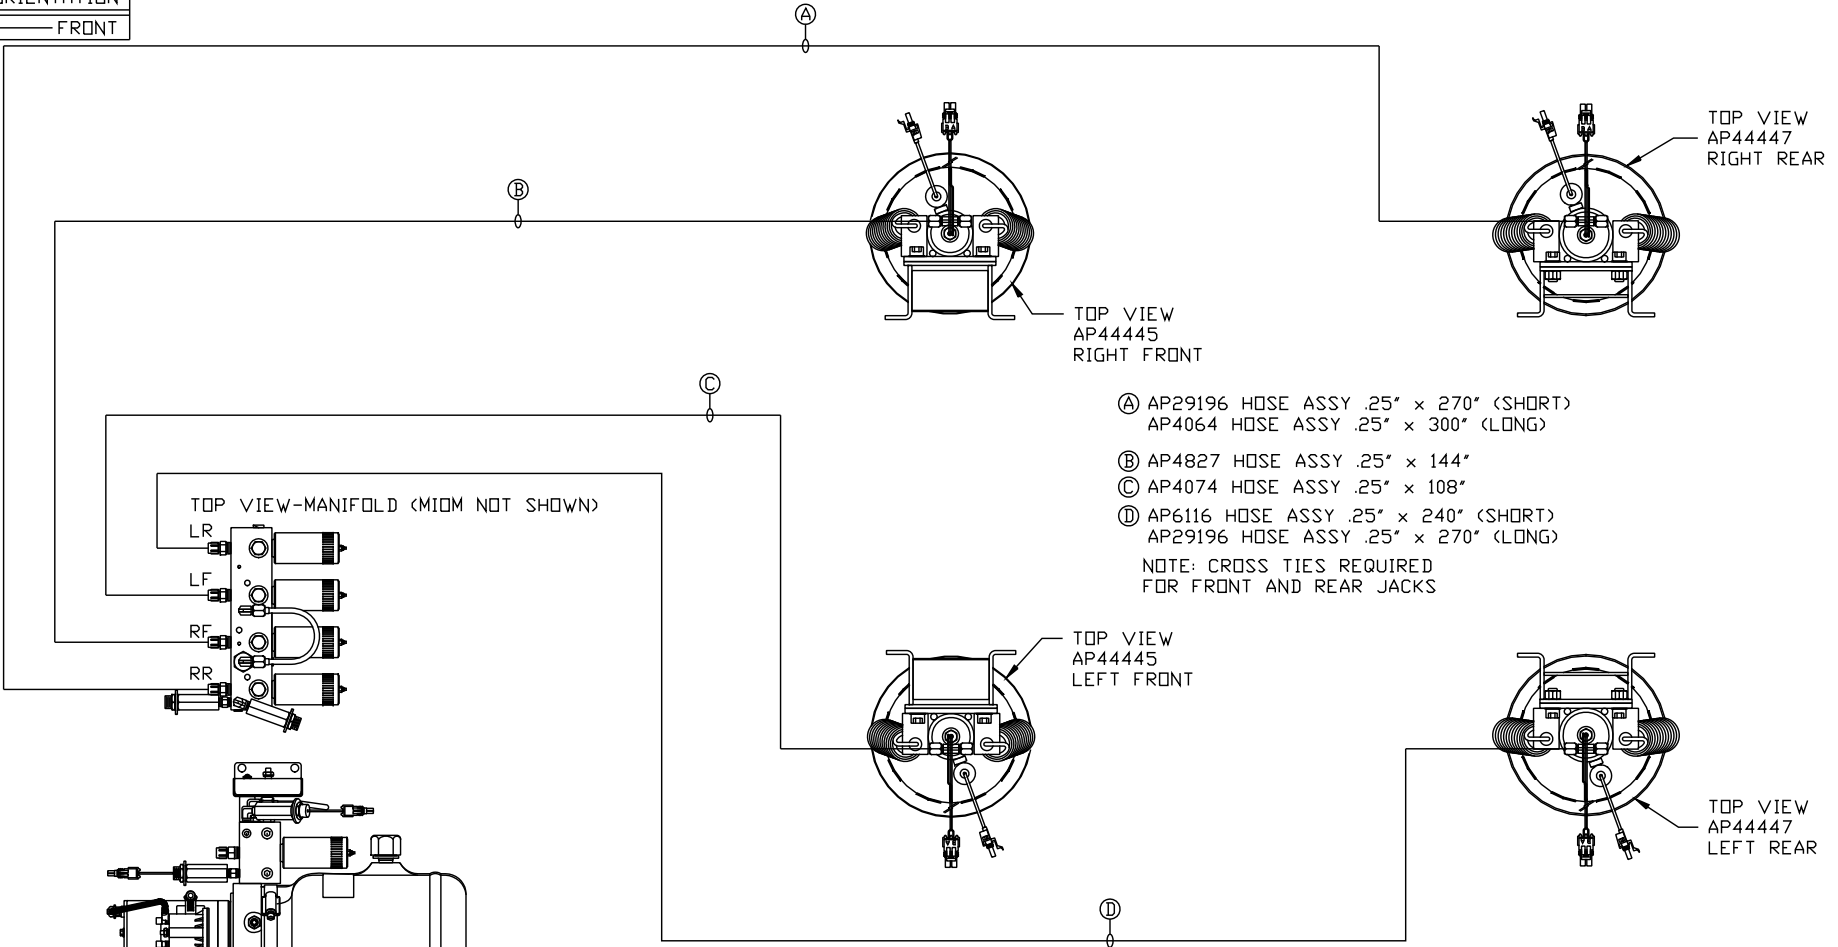 FRONT
A
TOP VIEW
AP44447
RIGHT REAR
B
TOP VIEW
AP44445
RIGHT FRONT
C
A AP29196 HOSE ASSY .25" x 270" (SHORT)
AP4064 HOSE ASSY .25" x 300" (LONG)
B AP4827 HOSE ASSY .25" x 144"
C AP4074 HOSE ASSY .25" x 108"
D AP6116 HOSE ASSY .25" x 240" (SHORT)
AP29196 HOSE ASSY .25" x 270" (LONG)
NOTE: CROSS TIES REQUIRED
FOR FRONT AND REAR JACKS
TOP VIEW-MANIFOLD (MIOM NOT SHOWN)
LR
LF
RF
RR
TOP VIEW
AP44445
LEFT FRONT
TOP VIEW
AP44447
LEFT REAR
D